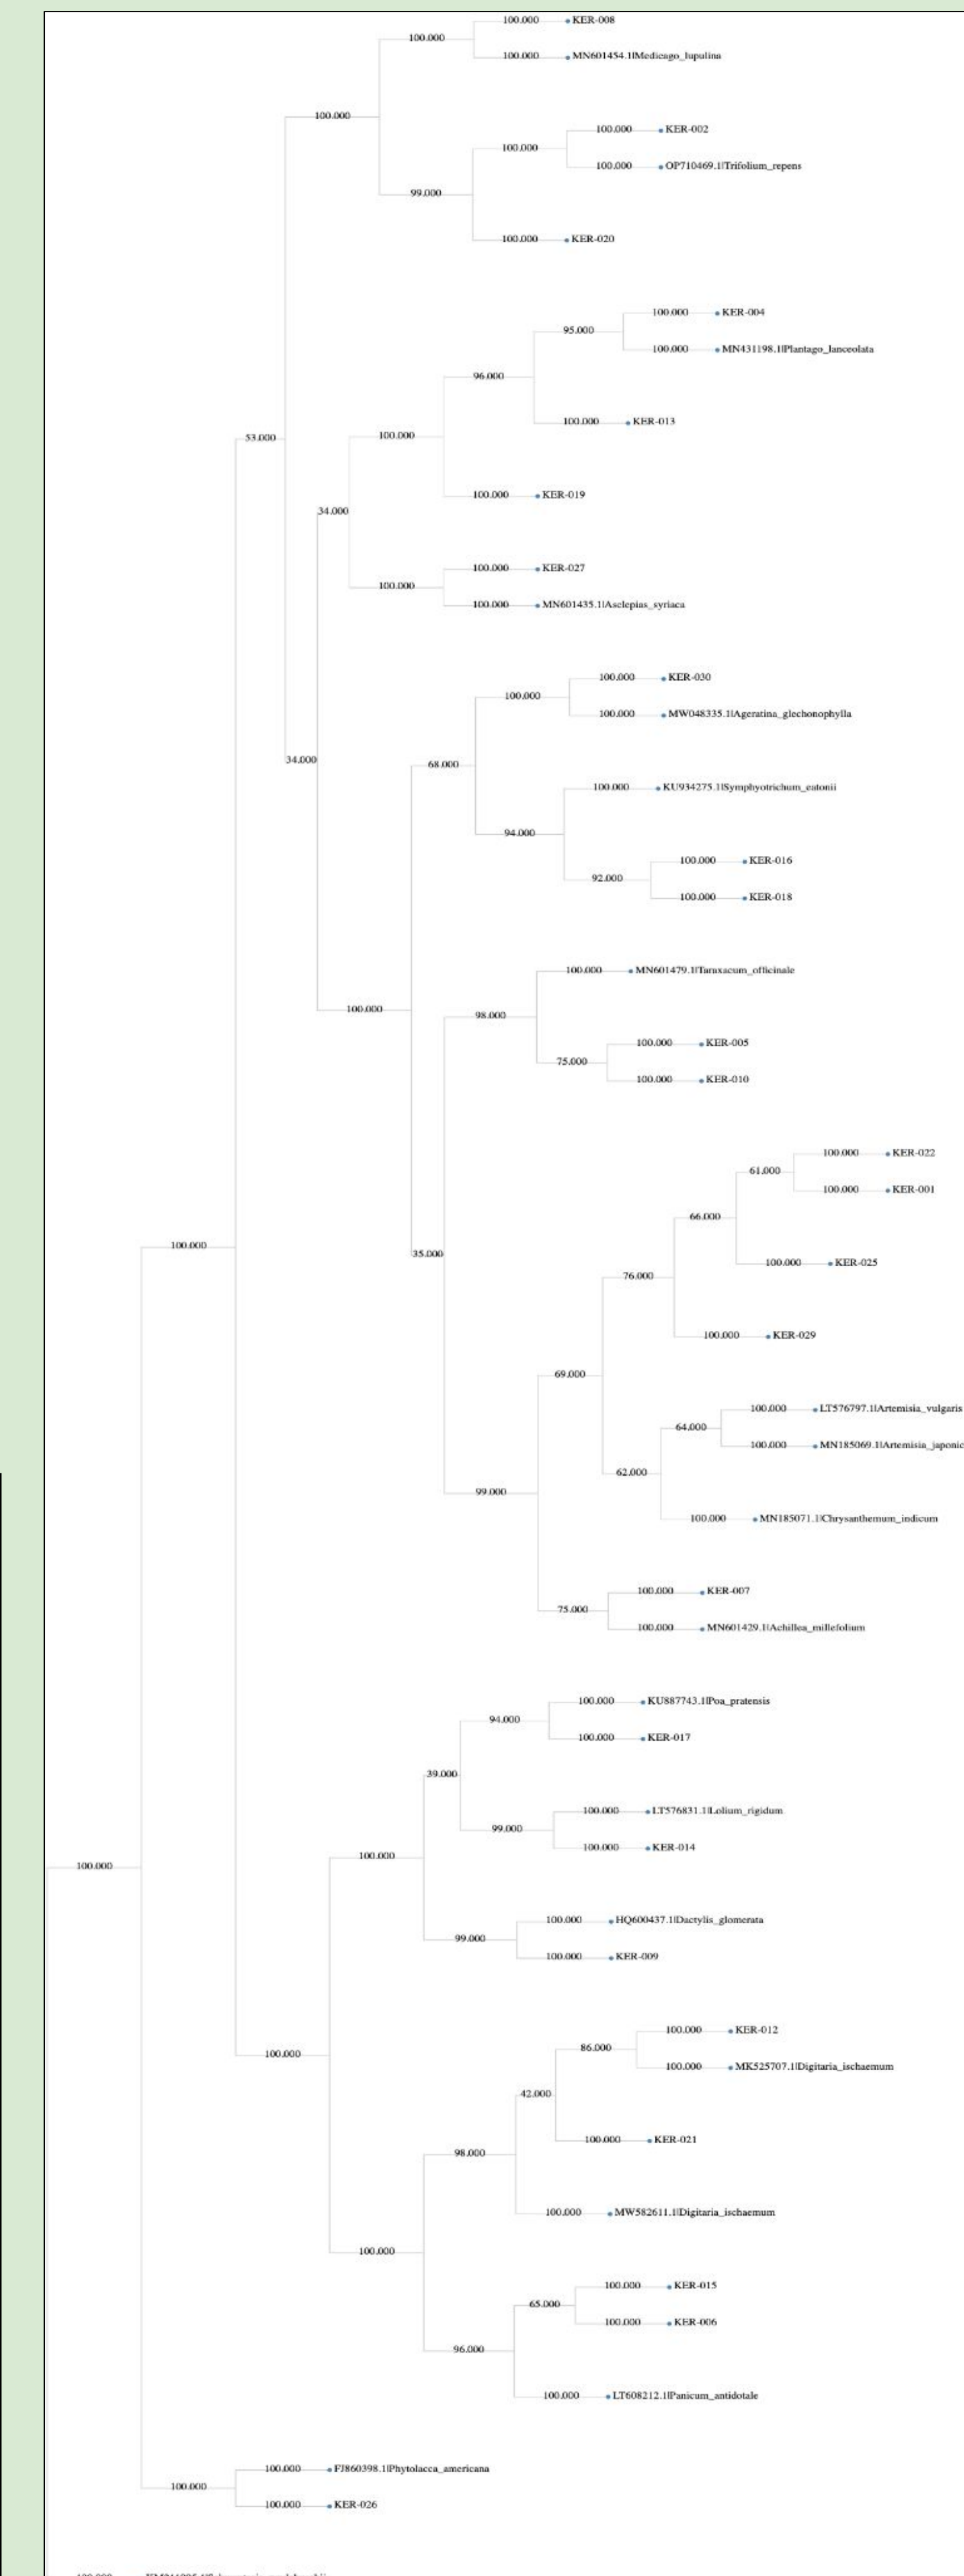 100.000 KER-008
100.000
100.000 MN601454.1|Medicago_lupulina
100.000
100.000 KER-002
100.000
100.000 OP710469.1|Trifolium_repens
99.000
100.000 KER-020
100.000 KER-004
95.000
100.000 MN431198.1|Plantago_lanceolata
96.000
100.000 KER-013
100.000
53.000
100.000 KER-019
34.000
100.000 KER-027
100.000
100.000 MN601435.1|Asclepias_syriaca
100.000 KER-030
100.000
100.000 MW048335.1|Ageratina_glechonophylla
34.000
68.000
100.000 KU934275.1|Symphyotrichum_eatonii
94.000
100.000 KER-016
92.000
100.000 KER-018
100.000 MN601479.1|Taraxacum_officinale
100.000
98.000
100.000 KER-005
75.000
100.000 KER-010
100.000 KER-022
61.000
100.000 KER-001
66.000
100.000
35.000
100.000 KER-025
76.000
100.000 KER-029
69.000
100.000 LT576797.1|Artemisia_vulgaris
64.000
100.000 MN185069.1|Artemisia_japonic
62.000
99.000
100.000 MN185071.1|Chrysanthemum_indicum
100.000 KER-007
75.000
100.000 MN601429.1|Achillea_millefolium
100.000 KU887743.1|Poa_pratensis
94.000
100.000 KER-017
39.000
100.000 LT576831.1|Lolium_rigidum
99.000
100.000 KER-014
100.000
100.000
100.000 HQ600437.1|Dactylis_glomerata
99.000
100.000 KER-009
100.000 KER-012
86.000
100.000
100.000 MK525707.1|Digitaria_ischaemum
42.000
100.000 KER-021
98.000
100.000 MW582611.1|Digitaria_ischaemum
100.000
100.000 KER-015
65.000
100.000 KER-006
96.000
100.000 LT608212.1|Panicum_antidotale
100.000 FJ860398.1|Phytolacca_americana
100.000
100.000 KER-026